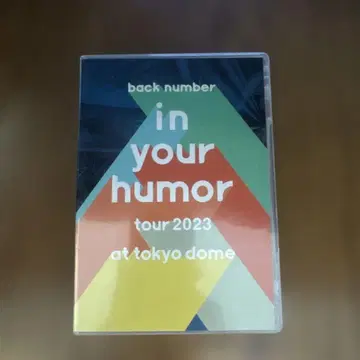 back number
in
your
humor
tour 2023
at tokyo dome